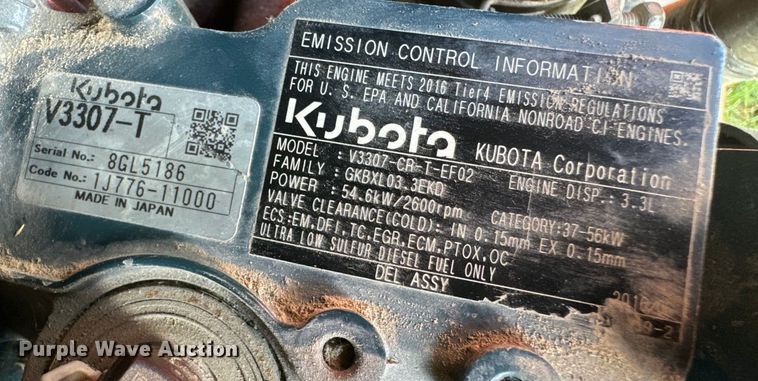 Kubota
V3307-T
Serial No.: 8GL5186
Code No.: 1J776-11000
MADE IN JAPAN
EMISSION CONTROL INFORMATION
THIS ENGINE MEETS 2016 Tier4 EMISSION REGULATIONS
FOR U. S. EPA AND CALIFORNIA NONROAD CI ENGINES.
Kubota KUBOTA Corporation
MODEL: V3307-CR-T-EF02
FAMILY: GKBXL03.3EKD ENGINE DISP.: 3.3L
POWER: 54.6kW/2600rpm CATEGORY:37-56kW
VALVE CLEARANCE(COLD): IN 0.15mm EX 0.15mm
ECS:EM,DFI,TC,EGR,ECM,PTOX,OC
ULTRA LOW SULFUR DIESEL FUEL ONLY
DEL ASSY
Purple Wave Auction